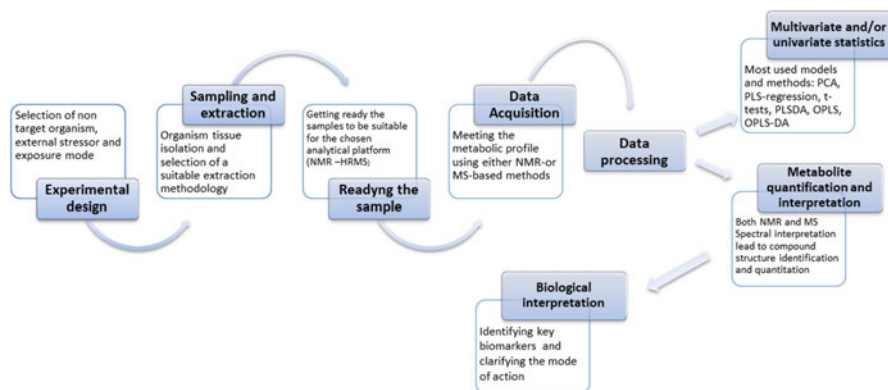 Selection of non
target organism,
external stressor and
exposure mode
Experimental
design
Sampling and
extraction
Organism tissue
isolation and
selection of a
suitable extraction
methodology
Getting ready the
samples to be suitable
for the chosen
analytical platform
(NMR –HRMS)
Readyng the
sample
Data
Acquisition
Meeting the
metabolic profile
using either NMR-or
MS-based methods
Data
processing
Multivariate and/or
univariate statistics
Most used models
and methods: PCA,
PLS-regression, t-
tests, PLSDA, OPLS,
OPLS-DA
Metabolite
quantification and
interpretation
Both NMR and MS
Spectral interpretation
lead to compound
structure identification
and quantitation
Biological
interpretation
Identifying key
biomarkers and
clarifying the mode
of action